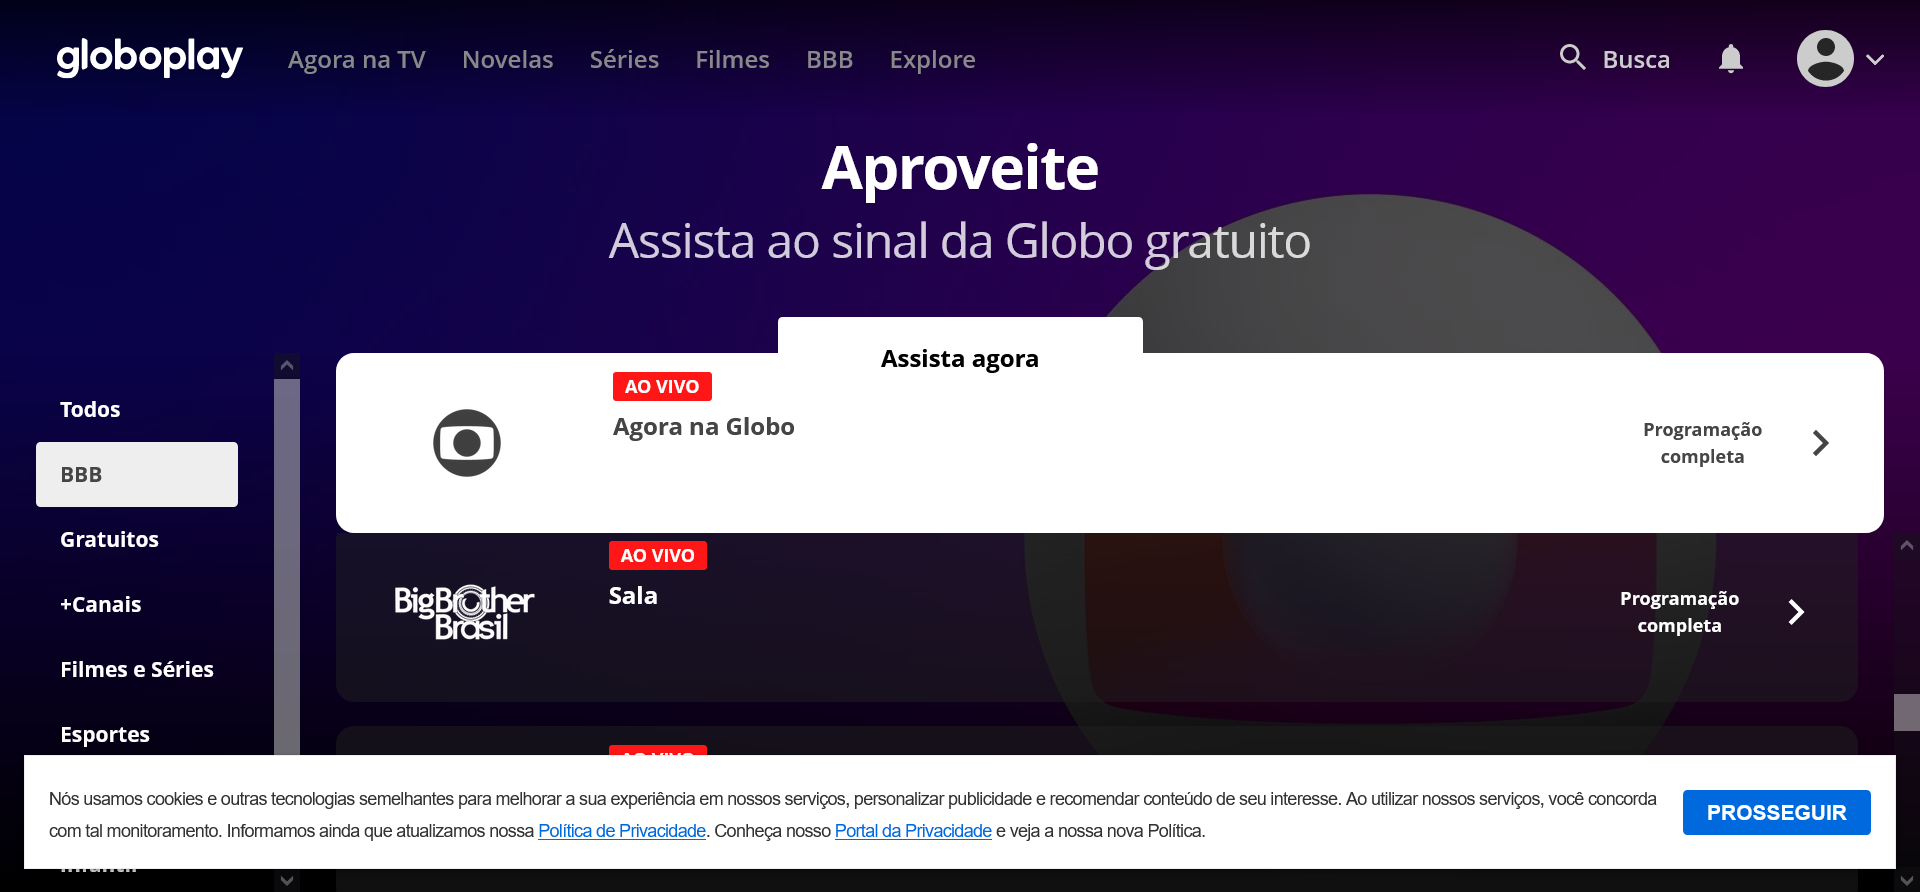 globoplay
Agora na TV
Novelas
Séries
Filmes
BBB
Explore
Busca
Aproveite
Assista ao sinal da Globo gratuito
Assista agora
Todos
BBB
Gratuitos
+Canais
Filmes e Séries
Esportes
AO VIVO
Agora na Globo
Programação
completa
BigBrother
Brasil
AO VIVO
Sala
Programação
completa
AO VIVO
Nós usamos cookies e outras tecnologias semelhantes para melhorar a sua experiência em nossos serviços, personalizar publicidade e recomendar conteúdo de seu interesse. Ao utilizar nossos serviços, você concorda
com tal monitoramento. Informamos ainda que atualizamos nossa Política de Privacidade. Conheça nosso Portal da Privacidade e veja a nossa nova Política.
PROSSEGUIR